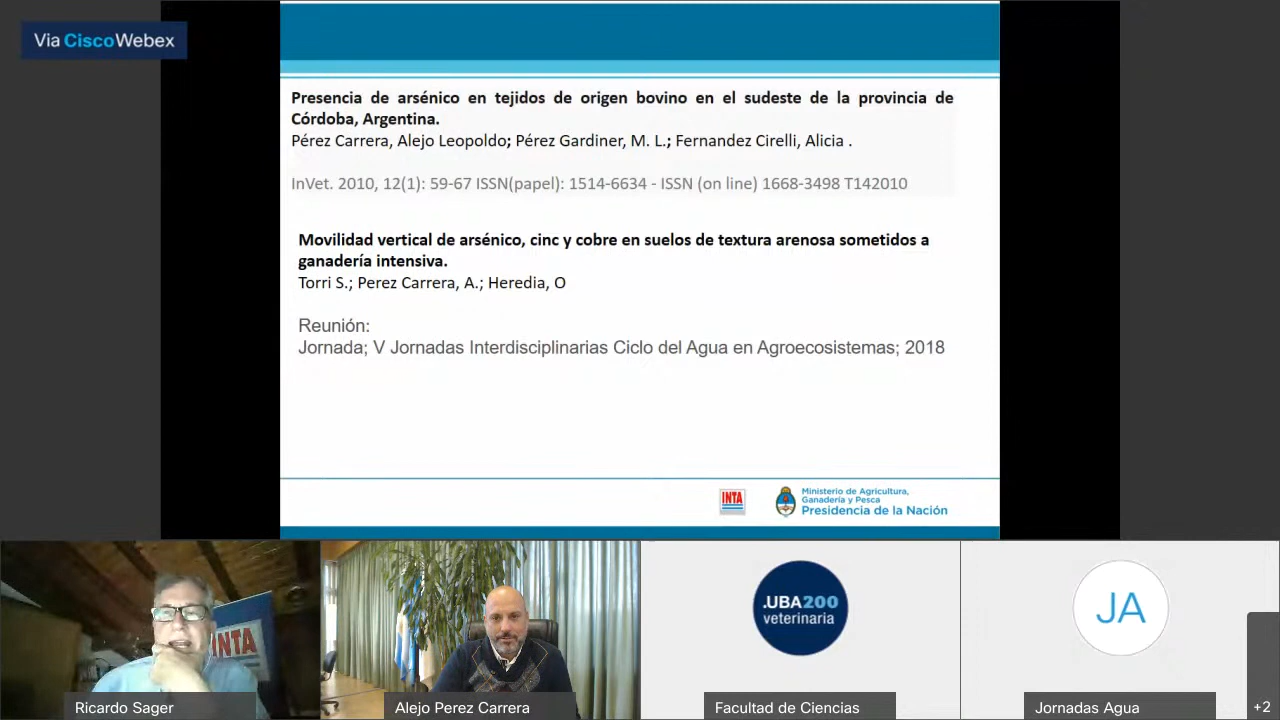 Via CiscoWebex
Presencia de arsénico en tejidos de origen bovino en el sudeste de la provincia de
Córdoba, Argentina.
Pérez Carrera, Alejo Leopoldo; Pérez Gardiner, M. L.; Fernandez Cirelli, Alicia .
InVet. 2010, 12(1): 59-67 ISSN(papel): 1514-6634 - ISSN (on line) 1668-3498 T142010
Movilidad vertical de arsénico, cinc y cobre en suelos de textura arenosa sometidos a
ganadería intensiva.
Torri S.; Perez Carrera, A.; Heredia, O
Reunión:
Jornada; V Jornadas Interdisciplinarias Ciclo del Agua en Agroecosistemas; 2018
INTA
Ministerio de Agricultura,
Ganadería y Pesca
Presidencia de la Nación
INTA
.UBA200
veterinaria
JA
Ricardo Sager
Alejo Perez Carrera
Facultad de Ciencias
Jornadas Agua
+2